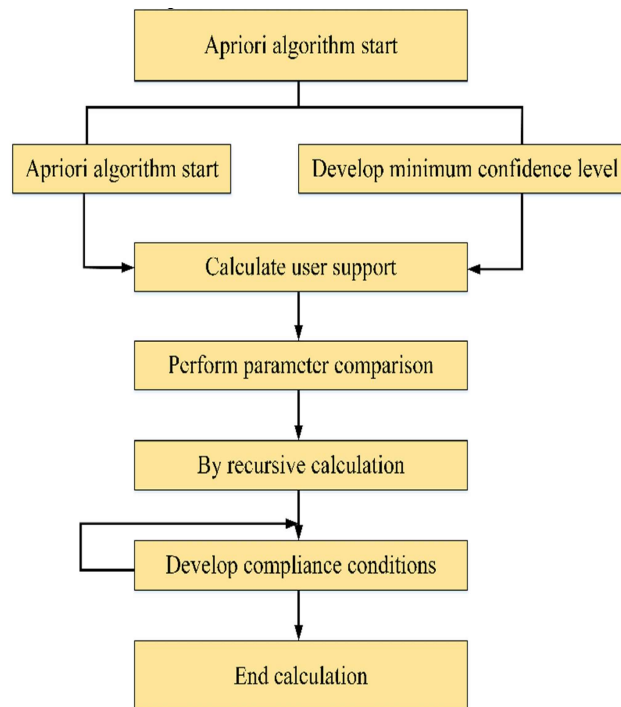 Apriori algorithm start
Apriori algorithm start
Develop minimum confidence level
Calculate user support
Perform parameter comparison
By recursive calculation
Develop compliance conditions
End calculation